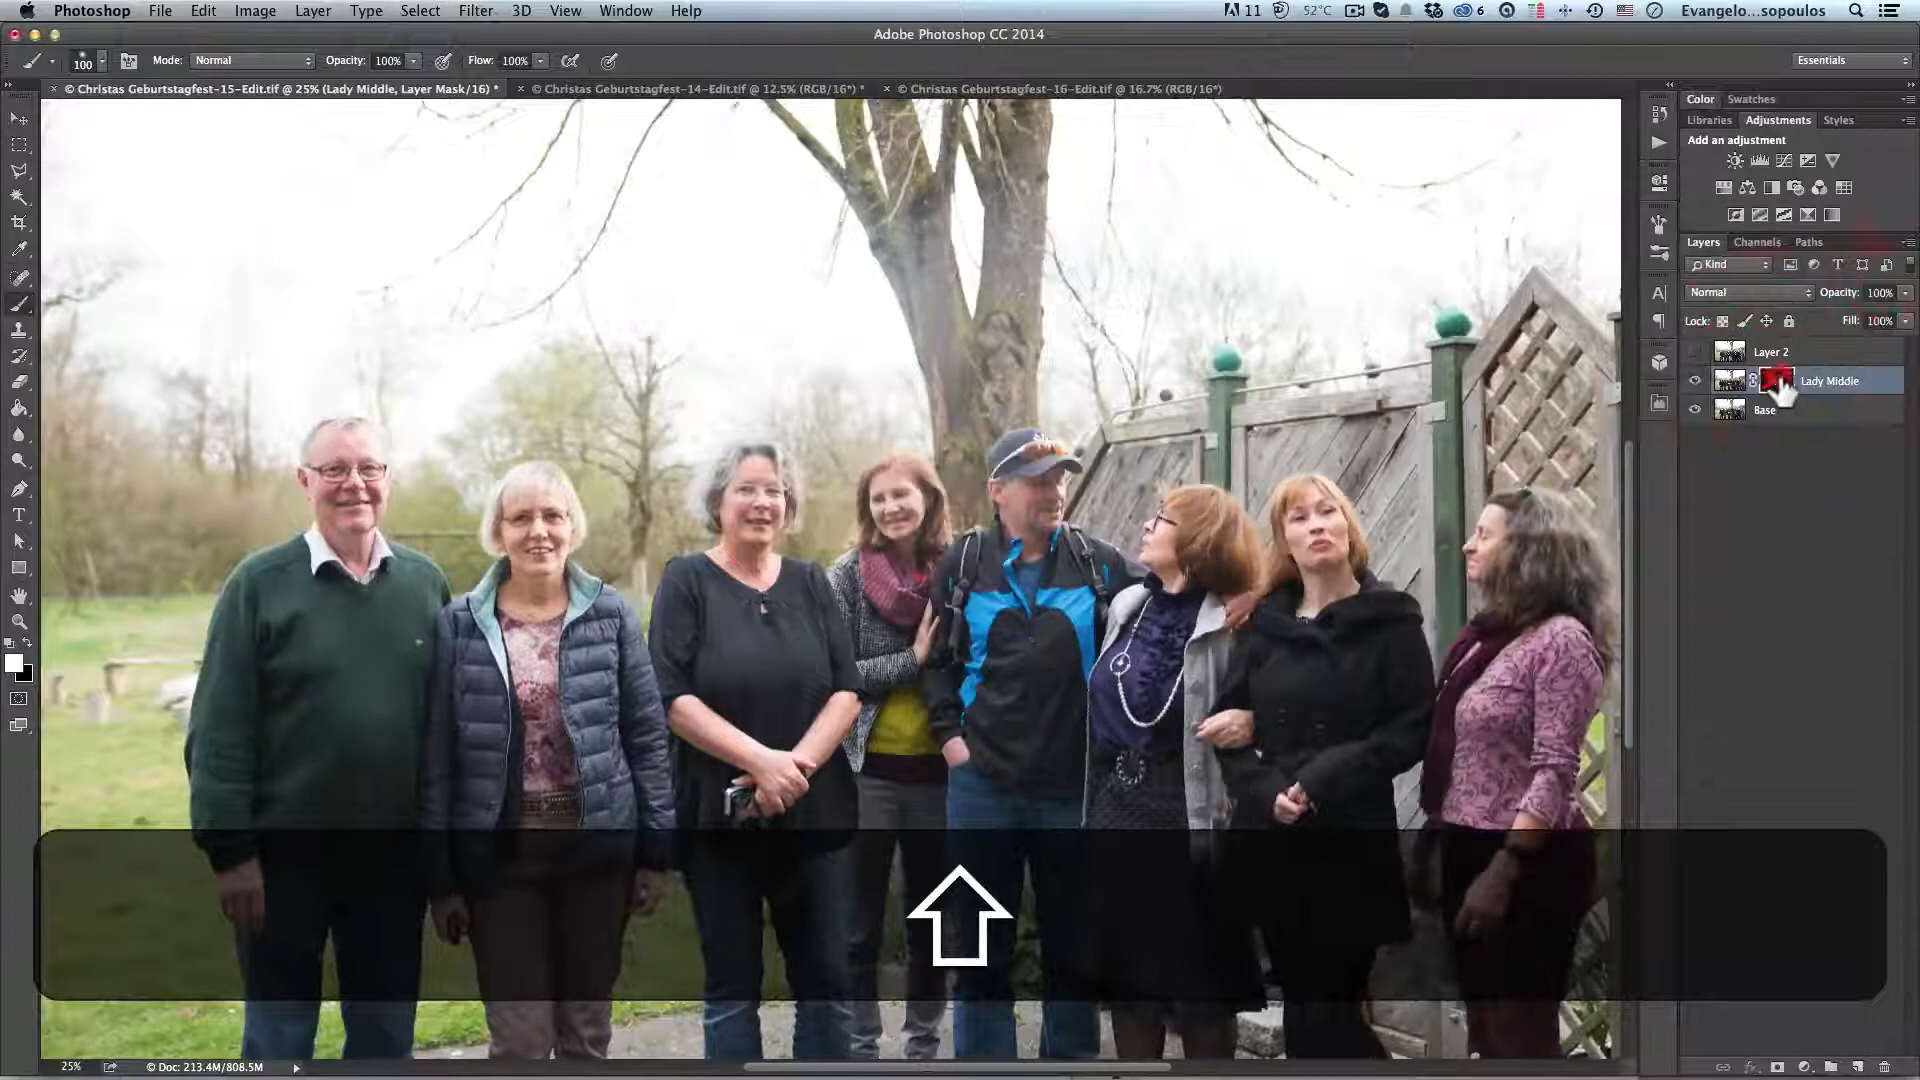 Photoshop File Edit Image Layer Type Select Filter 3D View Window Help 11 52°C 6 Evangelo...sopoulos
Adobe Photoshop CC 2014
100 Mode: Normal Opacity: 100% Flow: 100% Essentials
× © Christas Geburtstagfest-15-Edit.tif @ 25% (Lady Middle, Layer Mask/16) * × © Christas Geburtstagfest-14-Edit.tif @ 12.5% (RGB/16*) * × © Christas Geburtstagfest-16-Edit.tif @ 16.7% (RGB/16*)
Color Swatches
Libraries Adjustments Styles
Add an adjustment
Layers Channels Paths
Kind
Normal Opacity: 100%
Lock: Fill: 100%
Layer 2
Lady Middle
Base
25% © Doc: 213.4M/808.5M